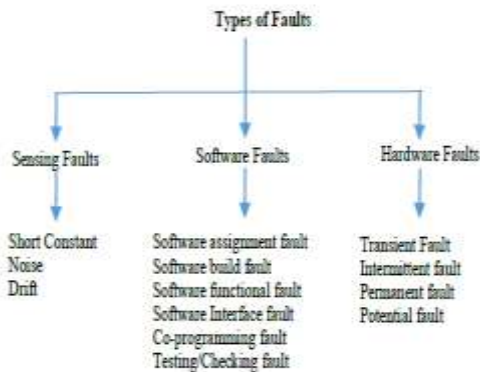 Types of Faults
Sensing Faults
Software Faults
Hardware Faults
Short Constant
Noise
Drift
Software assignment fault
Software build fault
Software functional fault
Software Interface fault
Co-programming fault
Testing/Checking fault
Transient Fault
Intermittent fault
Permanent fault
Potential fault